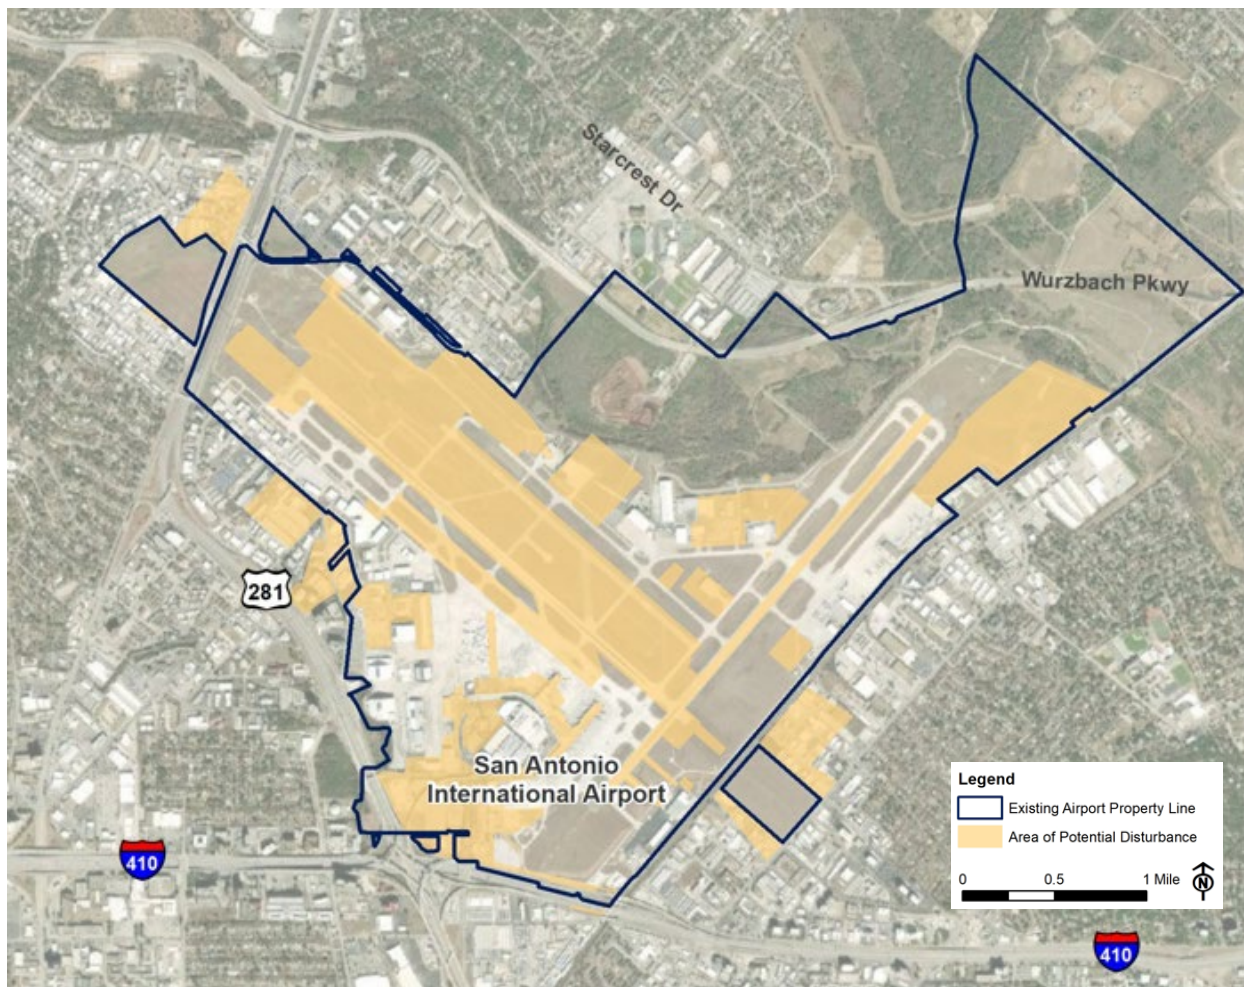 Starcrest Dr
Wurzbach Pkwy
281
San Antonio
International Airport
Legend
Existing Airport Property Line
Area of Potential Disturbance
0 0.5 1 Mile
N
410
410